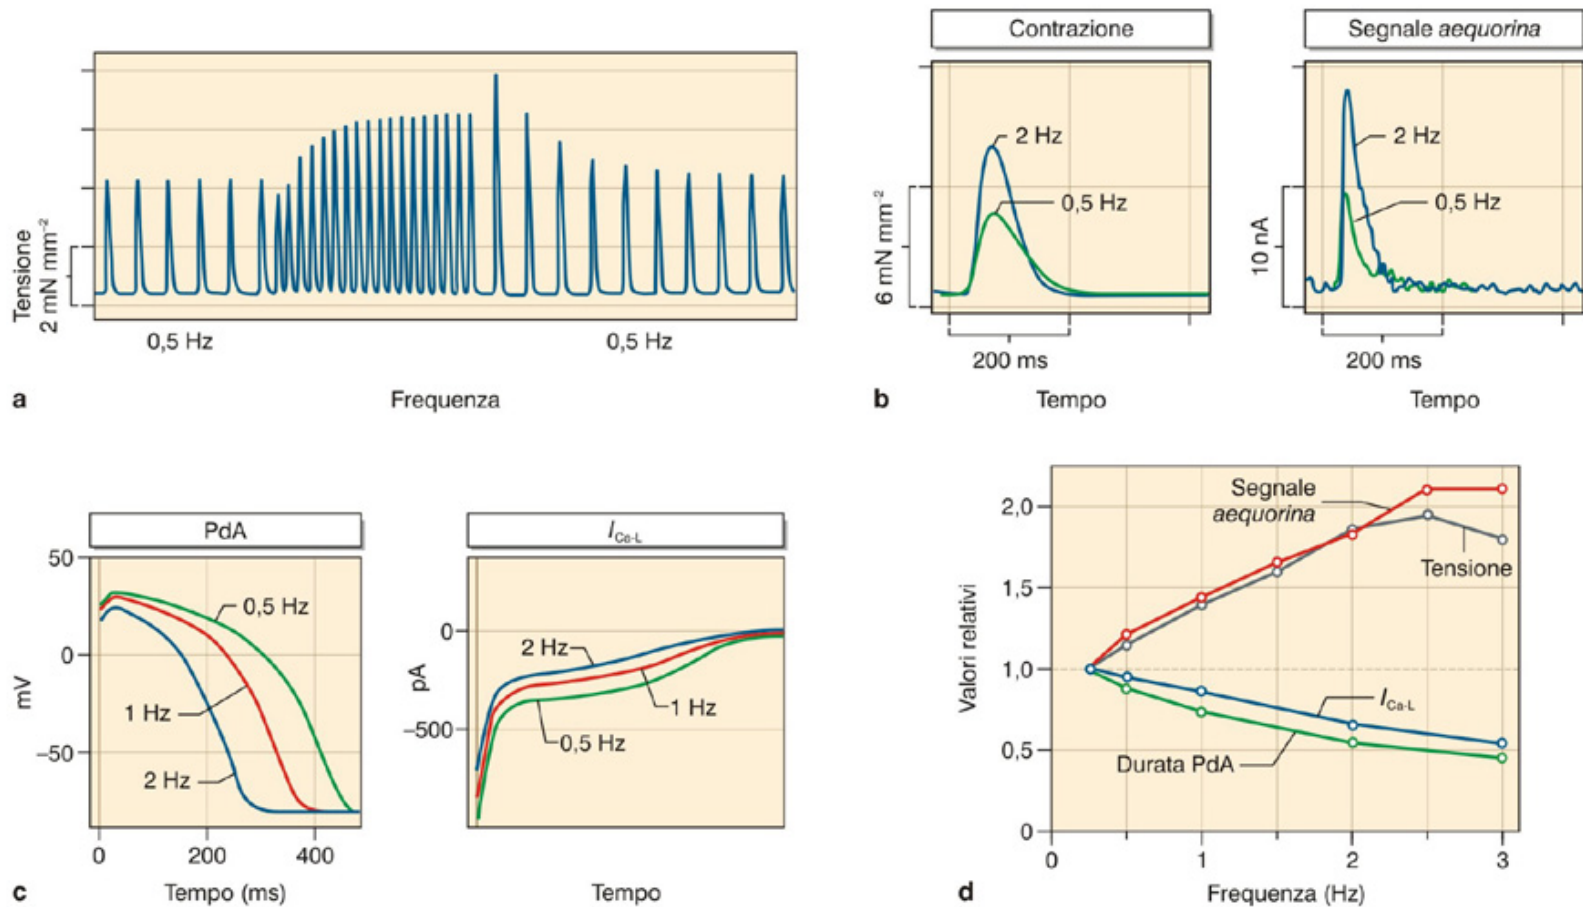 Tensione
2 mN mm⁻²
0,5 Hz
0,5 Hz
a
Frequenza
Contrazione
2 Hz
0,5 Hz
6 mN mm⁻²
200 ms
b
Tempo
Segnale aequorina
2 Hz
0,5 Hz
10 nA
200 ms
Tempo
PdA
50
0
−50
mV
0,5 Hz
1 Hz
2 Hz
0
200
400
c
Tempo (ms)
I Ca-L
0
−500
pA
2 Hz
1 Hz
0,5 Hz
Tempo
2,0
1,5
1,0
0,5
0
Valori relativi
Segnale
aequorina
Tensione
I Ca-L
Durata PdA
0
1
2
3
d
Frequenza (Hz)